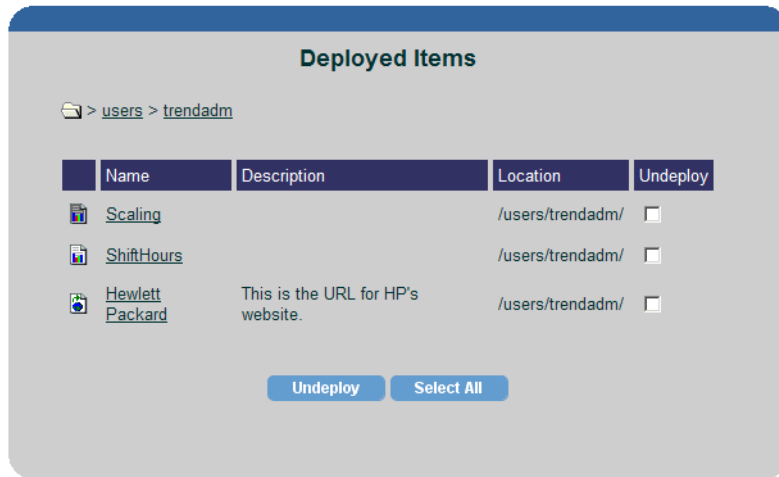 Deployed Items
> users > trendadm
Name Description Location Undeploy
Scaling /users/trendadm/
ShiftHours /users/trendadm/
Hewlett Packard This is the URL for HP's website. /users/trendadm/
Undeploy Select All